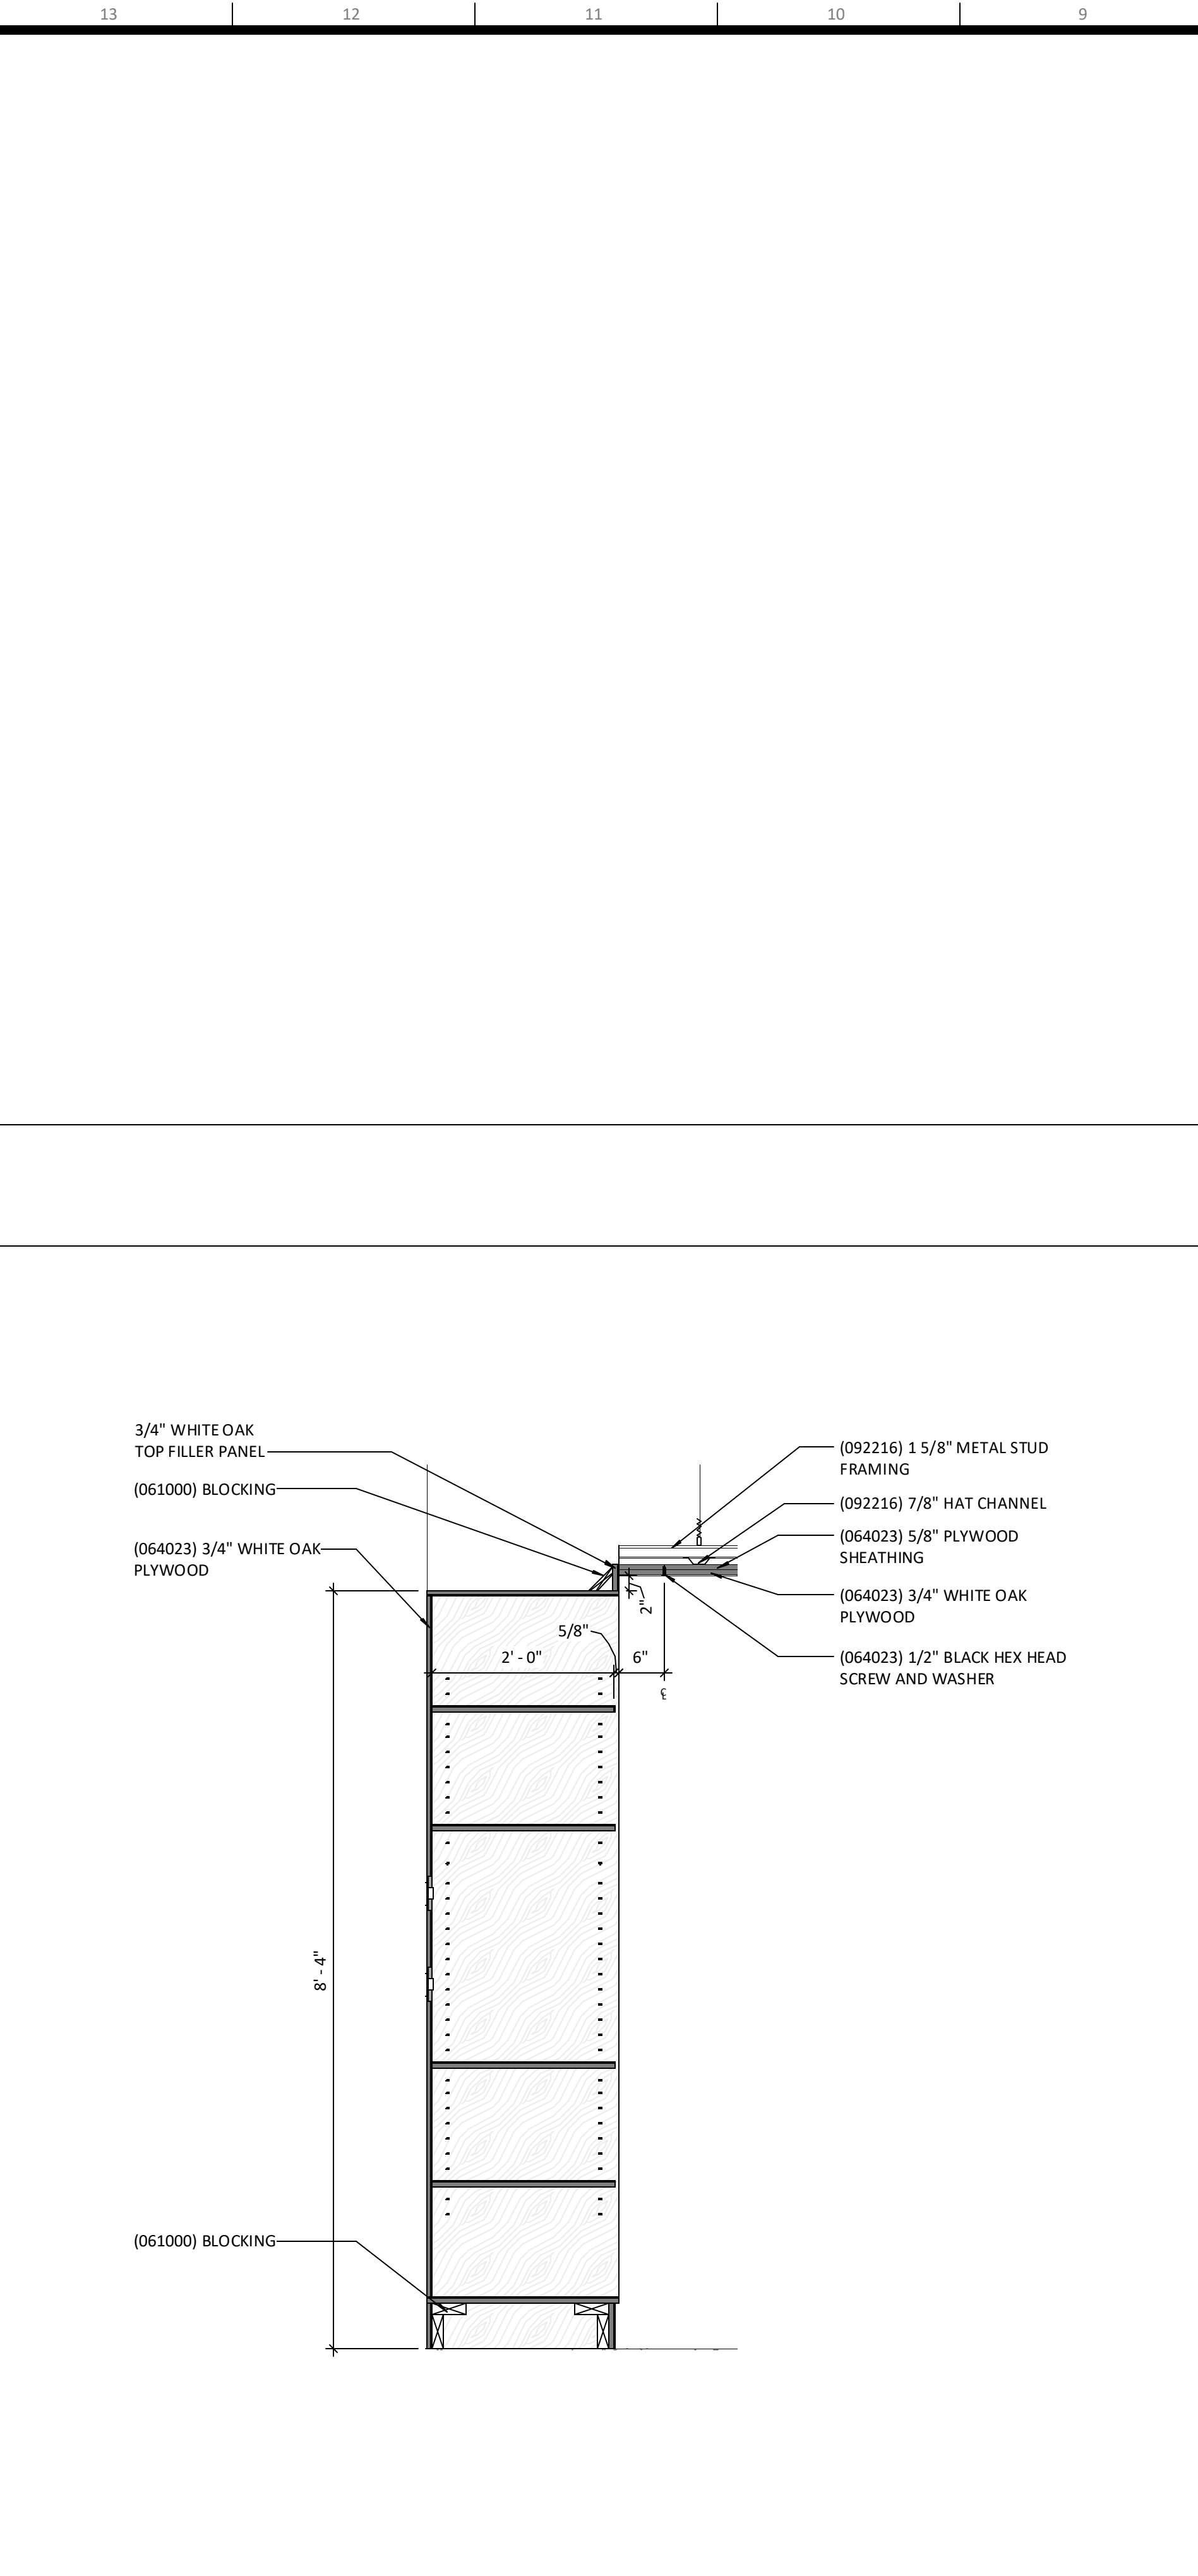 13 12 11 10 9
3/4" WHITE OAK
TOP FILLER PANEL
(061000) BLOCKING
(064023) 3/4" WHITE OAK
PLYWOOD
(092216) 1 5/8" METAL STUD
FRAMING
(092216) 7/8" HAT CHANNEL
(064023) 5/8" PLYWOOD
SHEATHING
(064023) 3/4" WHITE OAK
PLYWOOD
(064023) 1/2" BLACK HEX HEAD
SCREW AND WASHER
2"
5/8"
2' - 0"
6"
℄
8' - 4"
(061000) BLOCKING